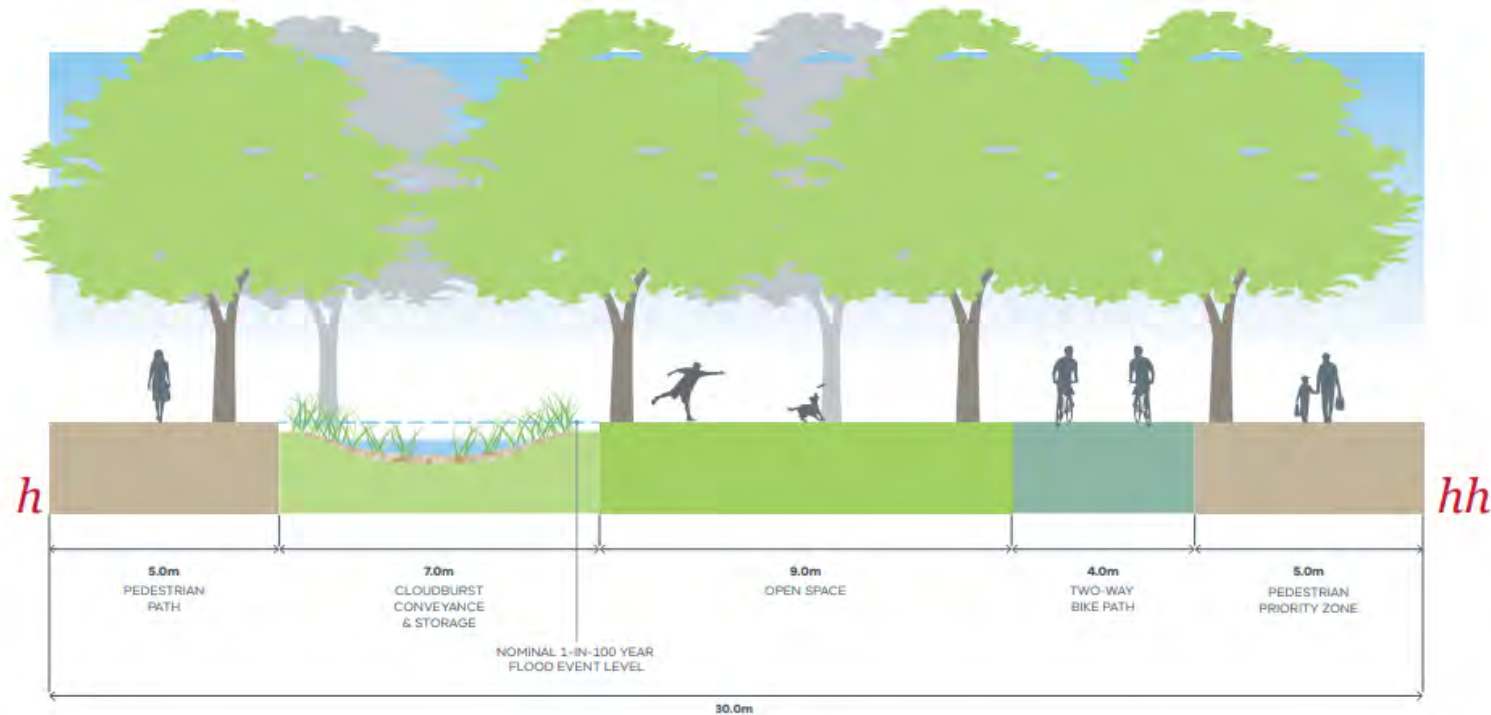 h
hh
5.0m
PEDESTRIAN
PATH
7.0m
CLOUDBURST
CONVEYANCE
& STORAGE
9.0m
OPEN SPACE
4.0m
TWO-WAY
BIKE PATH
5.0m
PEDESTRIAN
PRIORITY ZONE
NOMINAL 1-IN-100 YEAR
FLOOD EVENT LEVEL
30.0m